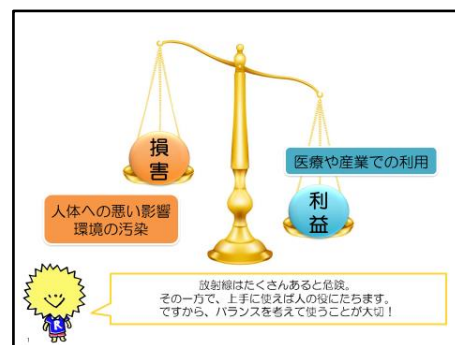 損
害
医療や産業での利用
利
益
人体への悪い影響
環境の汚染
放射線はたくさんあると危険。
その一方で、上手に使えば人の役にたちます。
ですから、バランスを考えて使うことが大切！
R